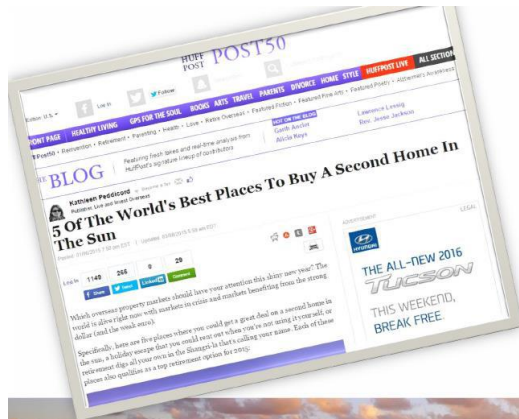 HUFF POST POST50
Edition: U.S.
Log in
Follow
FRONT PAGE HEALTHY LIVING GPS FOR THE SOUL BOOKS ARTS TRAVEL PARENTS DIVORCE HOME STYLE HUFFPOST LIVE ALL SECTION
Post50 • Reinvention • Retirement • Parenting • Health • Love • Retro Overseas • Featured Fiction • Featured Fine Arts • Featured Poetry • Alzheimer's Awareness
BLOG
Featuring fresh takes and real-time analysis from
HuffPost's signature lineup of contributors
HOT ON THE BLOG
Garth Ancier
Alicia Keys
Lawrence Lessig
Rev. Jesse Jackson
Kathleen Peddicord
Publisher, Live and Invest Overseas
5 Of The World's Best Places To Buy A Second Home In
The Sun
Log in
1149
265
0
29
Share
Tweet
Comment
Which overseas property markets should have your attention this shiny new year? The
world is alive right now with markets in crisis and markets benefiting from the strong
dollar (and the weak euro).
Specifically, here are five places where you could get a great deal on a second home in
the sun, a holiday escape that you could rent out when you're not using it yourself, or
retirement digs all your own in the Shangri-la that's calling your name. Each of these
places also qualifies as a top retirement option for 2015.
ADVERTISEMENT
LEGAL
HYUNDAI
THE ALL-NEW 2016
TUCSON
THIS WEEKEND,
BREAK FREE